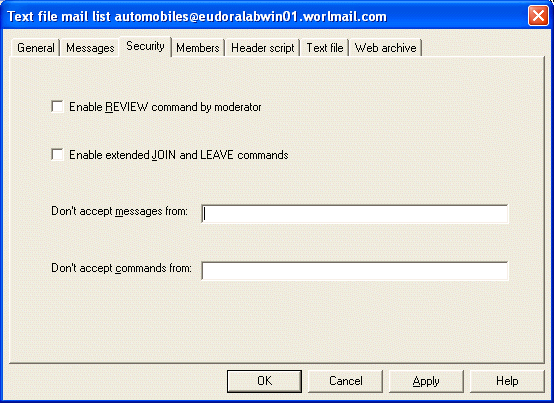 Text file mail list automobiles@eudoralabwin01.worlmail.com
General Messages Security Members Header script Text file Web archive
Enable REVIEW command by moderator
Enable extended JOIN and LEAVE commands
Don't accept messages from:
Don't accept commands from:
OK Cancel Apply Help